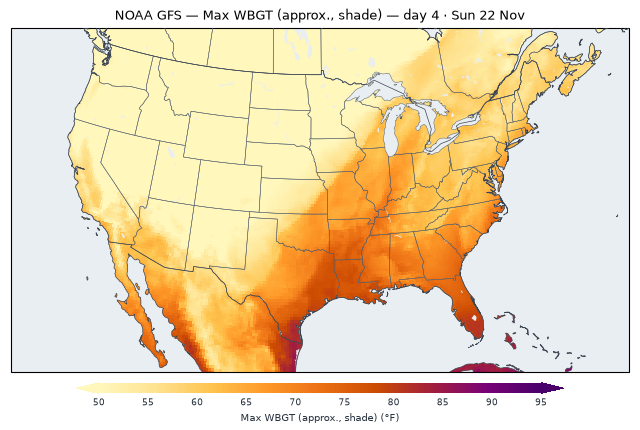 NOAA GFS — Max WBGT (approx., shade) — day 4 · Sun 22 Nov
50 55 60 65 70 75 80 85 90 95
Max WBGT (approx., shade) (°F)